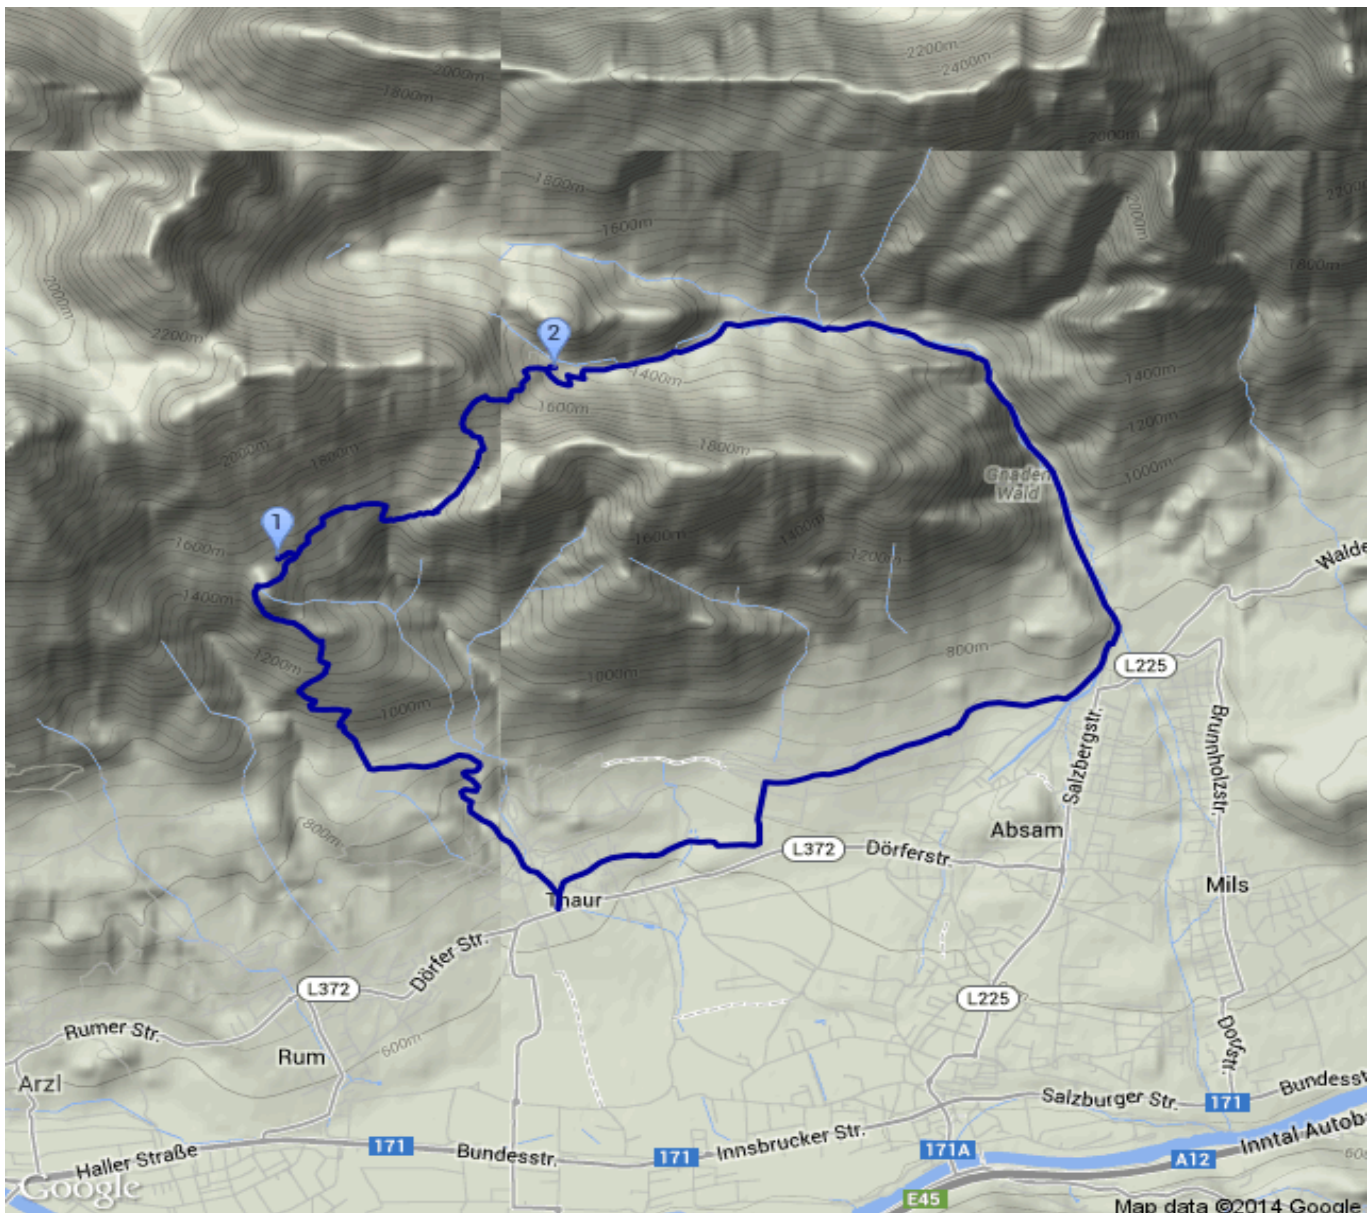 2200m
2400m
2000m
1800m
2000m
1800m
2200m
2000m
1600m
1800m
2000m
2200m
2
1400m
1400m
1600m
1200m
2000m
1800m
1800m
1000m
Gnaden
Wald
1
1600m
1600m
1400m
1200m
Walde
1400m
1200m
800m
L225
1000m
1000m
Salzbergstr.
Brunnholzstr.
800m
Absam
L372
Dörferstr.
Mils
Thaur
Dörfer Str.
L372
L225
Rumer Str.
Rum
600m
Dorfstr.
Arzl
Salzburger Str.
171
Bundesstr
Haller Straße
171
Bundesstr.
171
Innsbrucker Str.
171A
A12
Inntal Autob
Google
E45
Map data ©2014 Google